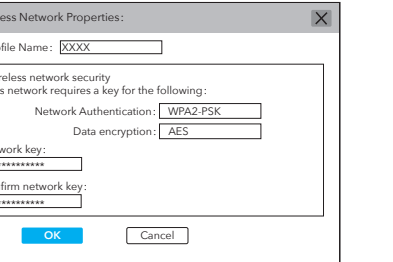 ess Network Properties:
file Name: XXXX
reless network security
s network requires a key for the following:
Network Authentication: WPA2-PSK
Data encryption: AES
work key:
**********
firm network key:
**********
OK Cancel